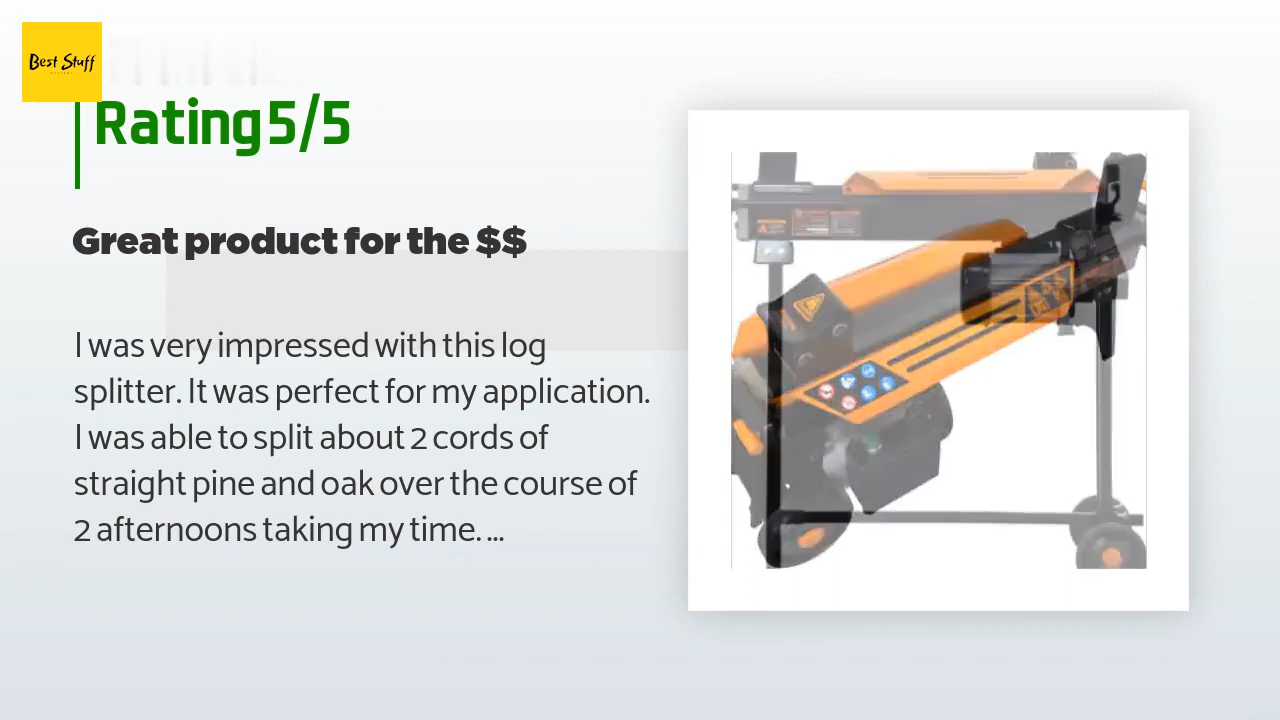 Best Stuff
Rating 5/5
Great product for the $$
I was very impressed with this log
splitter. It was perfect for my application.
I was able to split about 2 cords of
straight pine and oak over the course of
2 afternoons taking my time. ...